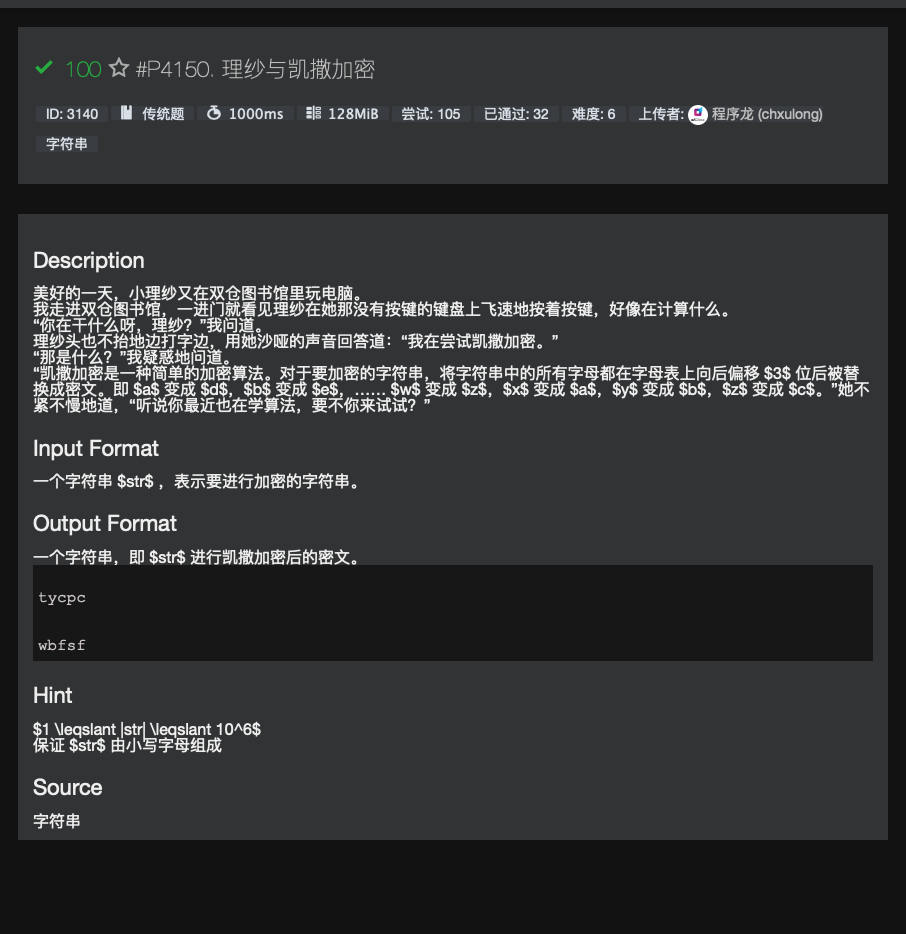 100 #P4150. 理纱与凯撒加密
ID: 3140 传统题 1000ms 128MiB 尝试: 105 已通过: 32 难度: 6 上传者: 程序龙 (chxulong)
字符串
Description
美好的一天，小理纱又在双仓图书馆里玩电脑。
我走进双仓图书馆，一进门就看见理纱在她那没有按键的键盘上飞速地按着按键，好像在计算什么。
“你在干什么呀，理纱？”我问道。
理纱头也不抬地边打字边，用她沙哑的声音回答道：“我在尝试凯撒加密。”
“那是什么？”我疑惑地问道。
“凯撒加密是一种简单的加密算法。对于要加密的字符串，将字符串中的所有字母都在字母表上向后偏移 $3$ 位后被替
换成密文。即 $a$ 变成 $d$，$b$ 变成 $e$，…… $w$ 变成 $z$，$x$ 变成 $a$，$y$ 变成 $b$，$z$ 变成 $c$。”她不
紧不慢地道，“听说你最近也在学算法，要不你来试试？”
Input Format
一个字符串 $str$ ，表示要进行加密的字符串。
Output Format
一个字符串，即 $str$ 进行凯撒加密后的密文。
tycpc
wbfsf
Hint
$1 \leqslant |str| \leqslant 10^6$
保证 $str$ 由小写字母组成
Source
字符串